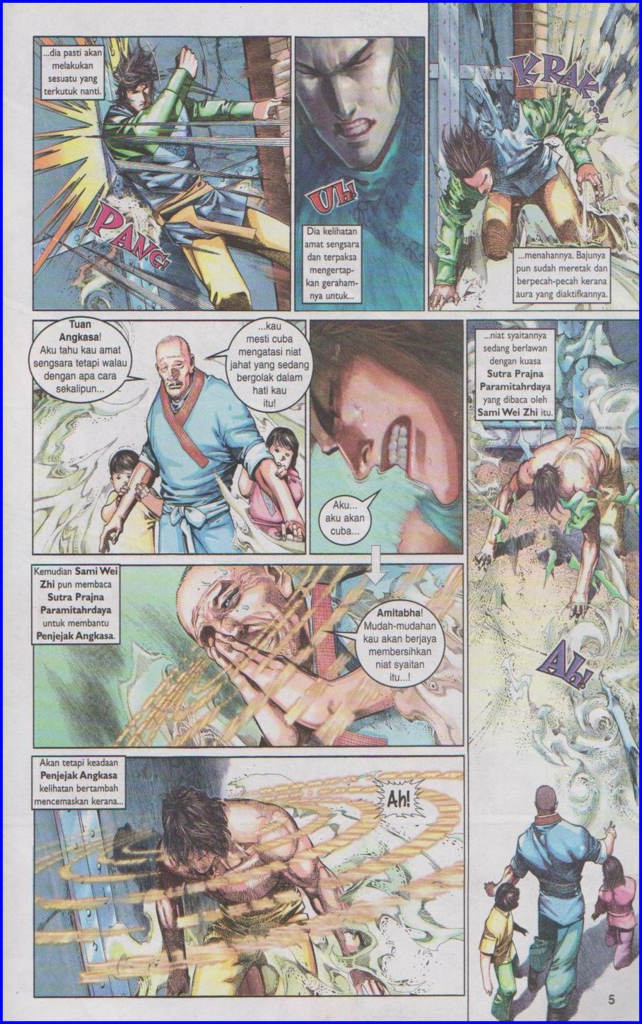 ...dia pasti akan
melakukan
sesuatu yang
terkutuk nanti.
PANG
UH!
Dia kelihatan
amat sengsara
dan terpaksa
mengertap-
kan geraham-
nya untuk...
KRAK...!
...menahannya. Bajunya
pun sudah meretak dan
berpecah-pecah kerana
aura yang diaktifkannya.
Tuan
Angkasa!
Aku tahu kau amat
sengsara tetapi walau
dengan apa cara
sekalipun...
...kau
mesti cuba
mengatasi niat
jahat yang sedang
bergolak dalam
hati kau
itu!
Aku...
aku akan
cuba...
...niat syaitannya
sedang berlawan
dengan kuasa
Sutra Prajna
Paramitahrdaya
yang dibaca oleh
Sami Wei Zhi itu.
Ah!
Kemudian Sami Wei
Zhi pun membaca
Sutra Prajna
Paramitahrdaya
untuk membantu
Penjejak Angkasa.
Amitabha!
Mudah-mudahan
kau akan berjaya
membersihkan
niat syaitan
itu...!
Akan tetapi keadaan
Penjejak Angkasa
kelihatan bertambah
mencemaskan kerana...
Ah!
5